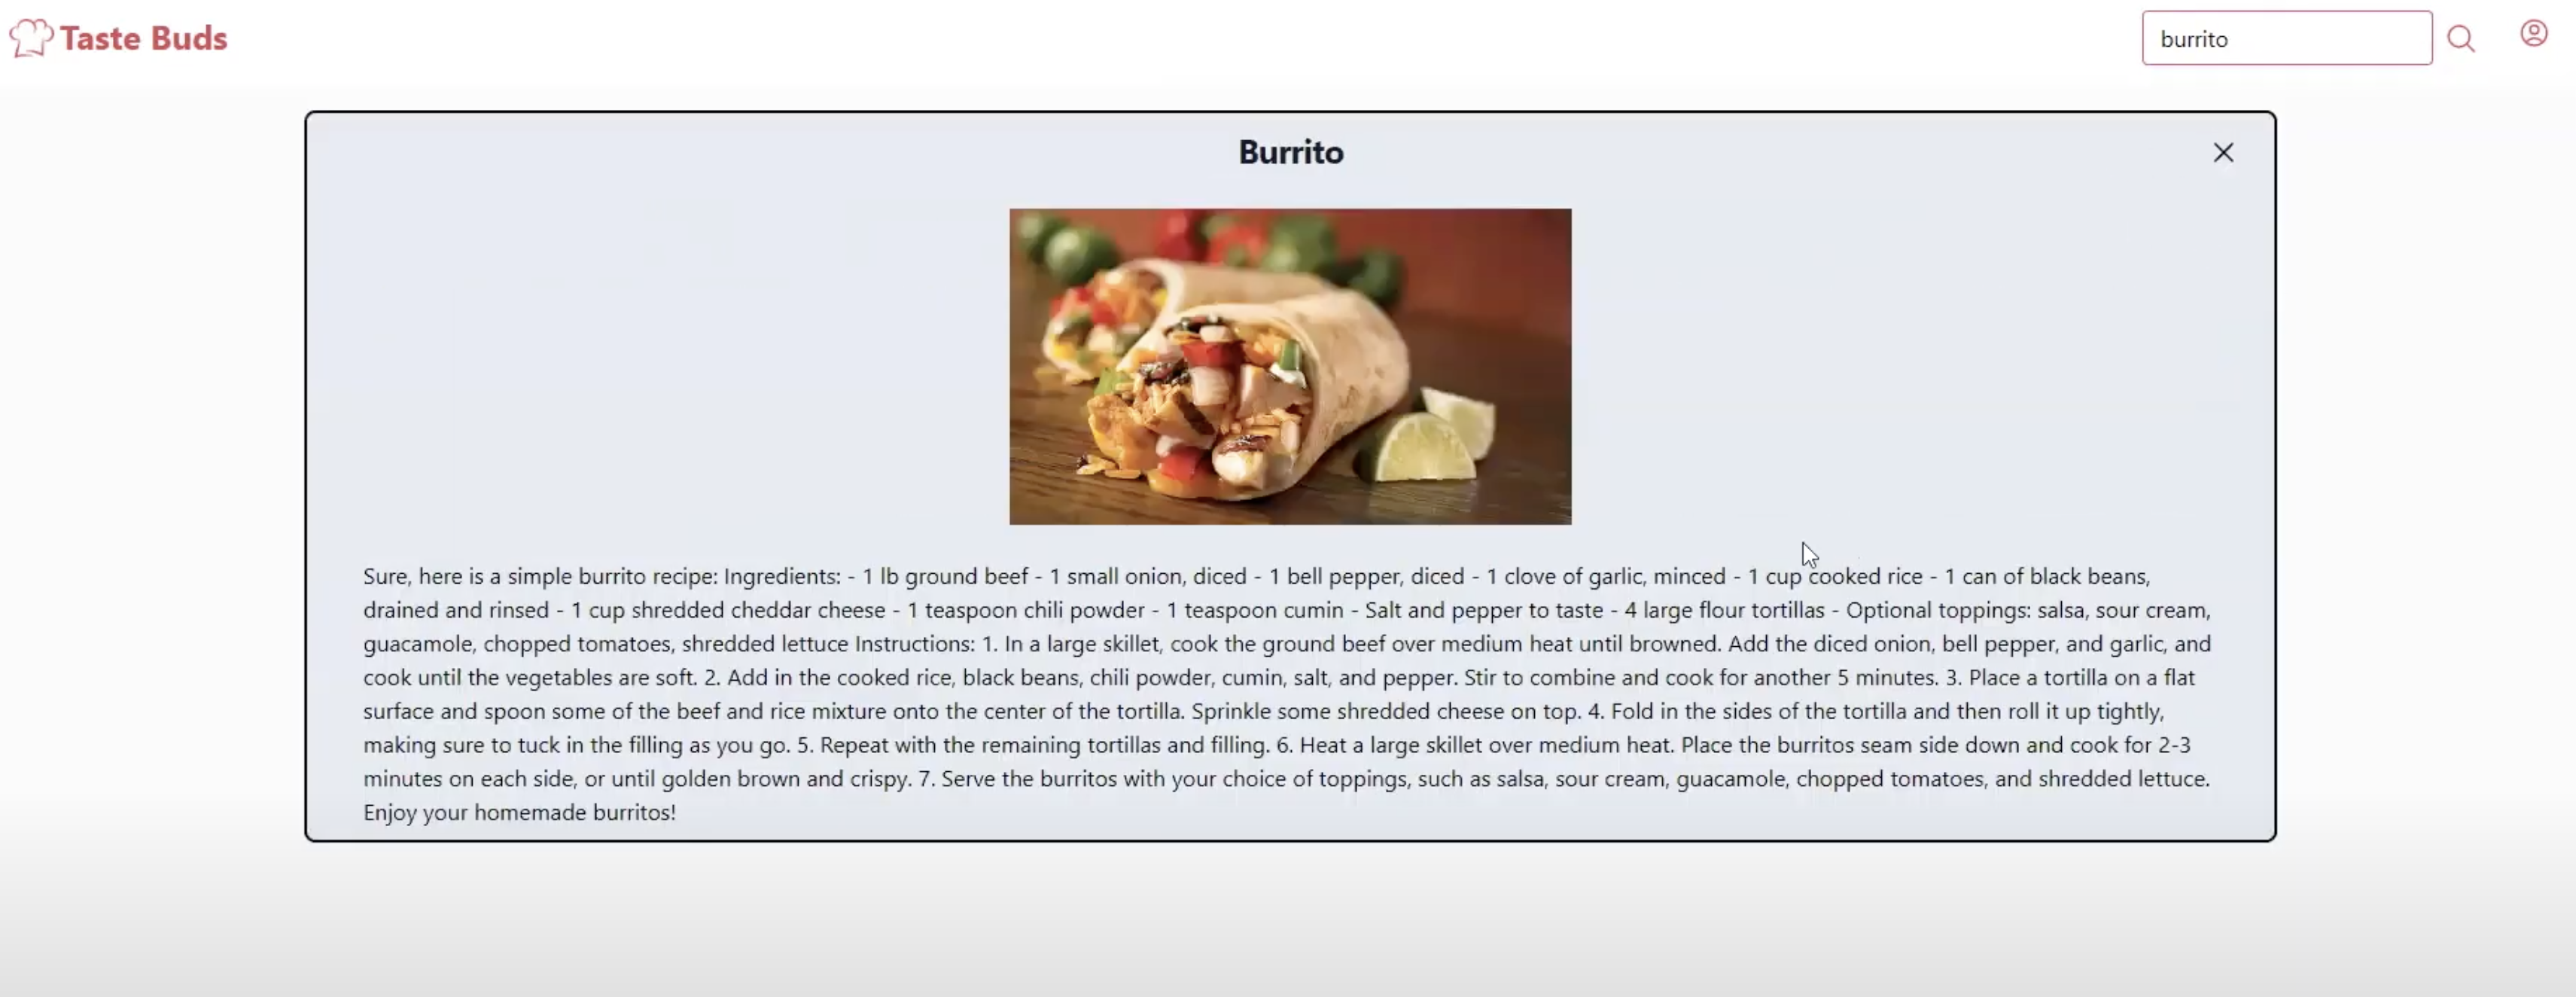 Taste Buds
burrito
Burrito
Sure, here is a simple burrito recipe: Ingredients: - 1 lb ground beef - 1 small onion, diced - 1 bell pepper, diced - 1 clove of garlic, minced - 1 cup cooked rice - 1 can of black beans,
drained and rinsed - 1 cup shredded cheddar cheese - 1 teaspoon chili powder - 1 teaspoon cumin - Salt and pepper to taste - 4 large flour tortillas - Optional toppings: salsa, sour cream,
guacamole, chopped tomatoes, shredded lettuce Instructions: 1. In a large skillet, cook the ground beef over medium heat until browned. Add the diced onion, bell pepper, and garlic, and
cook until the vegetables are soft. 2. Add in the cooked rice, black beans, chili powder, cumin, salt, and pepper. Stir to combine and cook for another 5 minutes. 3. Place a tortilla on a flat
surface and spoon some of the beef and rice mixture onto the center of the tortilla. Sprinkle some shredded cheese on top. 4. Fold in the sides of the tortilla and then roll it up tightly,
making sure to tuck in the filling as you go. 5. Repeat with the remaining tortillas and filling. 6. Heat a large skillet over medium heat. Place the burritos seam side down and cook for 2-3
minutes on each side, or until golden brown and crispy. 7. Serve the burritos with your choice of toppings, such as salsa, sour cream, guacamole, chopped tomatoes, and shredded lettuce.
Enjoy your homemade burritos!